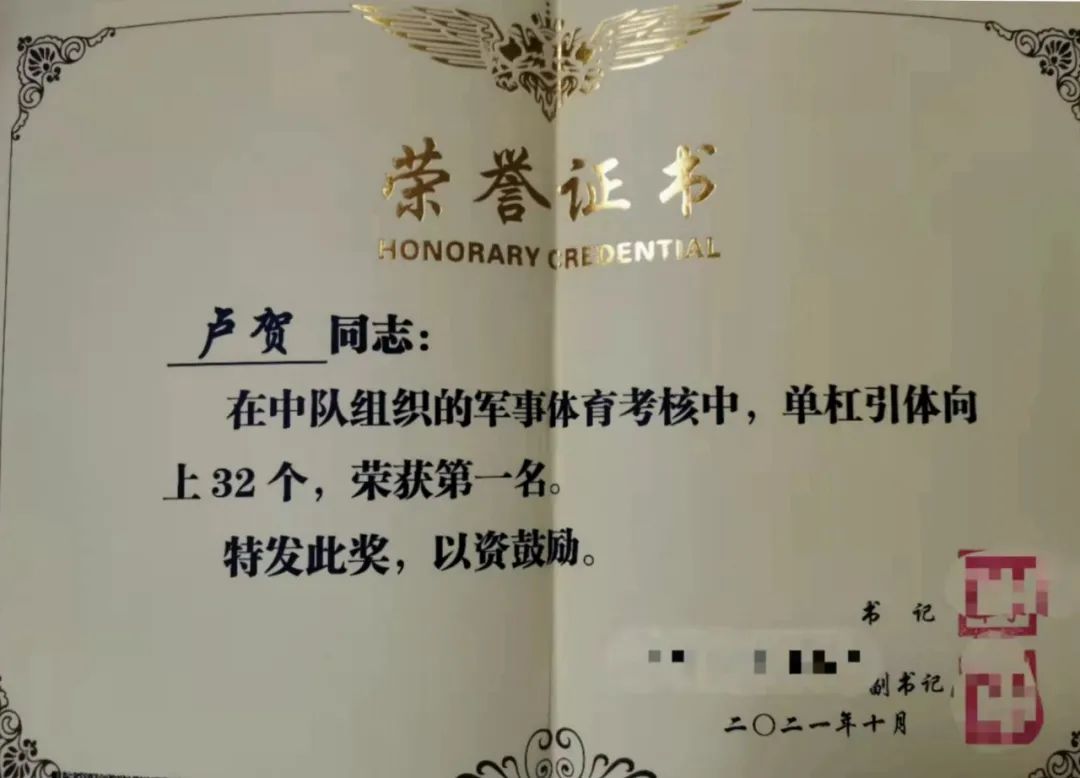 荣誉证书
HONORARY CREDENTIAL
卢贺 同志：
在中队组织的军事体育考核中，单杠引体向
上32个，荣获第一名。
特发此奖，以资鼓励。
书 记
副书记
二〇二一年十月